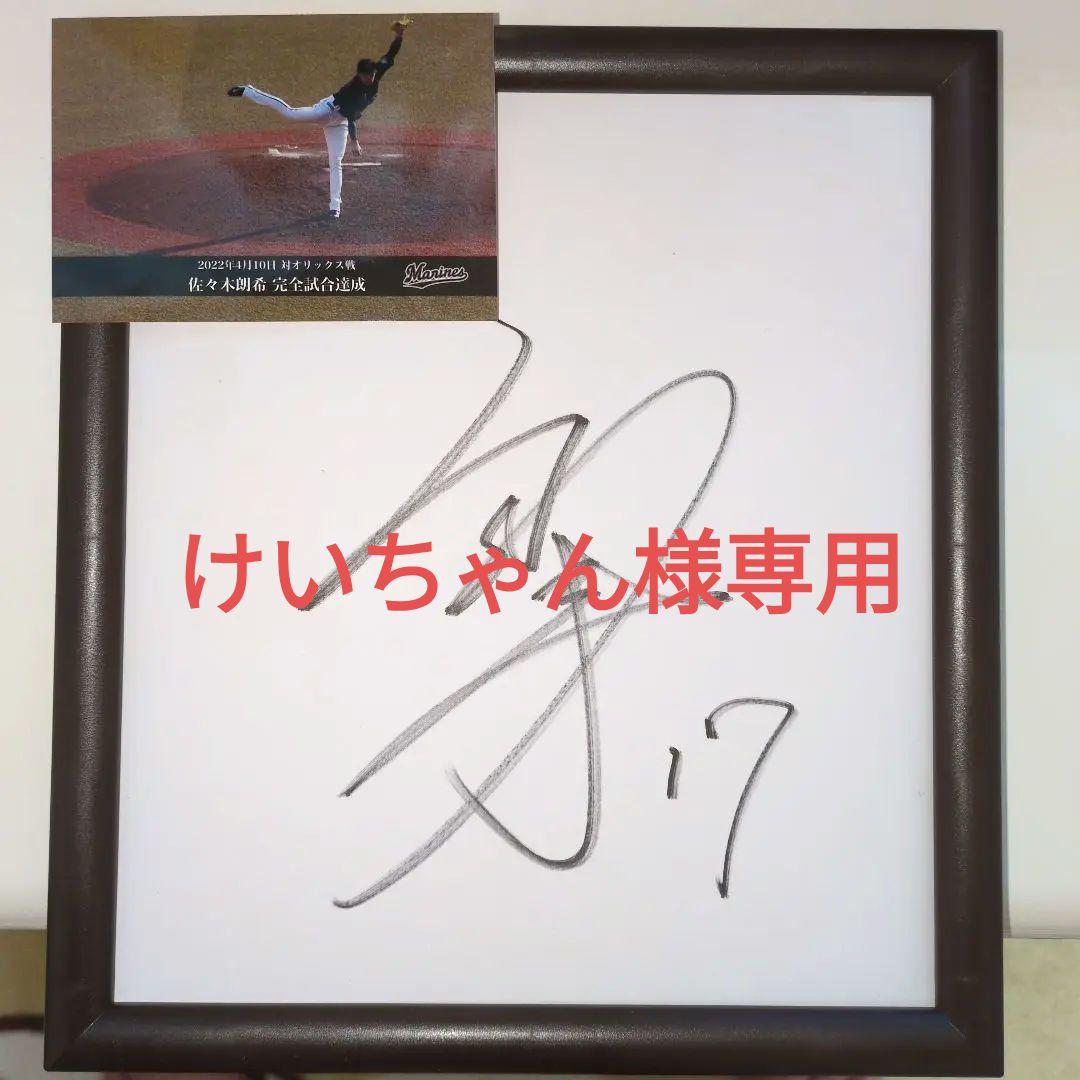 2022年4月10日 対オリックス戦
佐々木朗希 完全試合達成
Marines
けいちゃん様専用
17